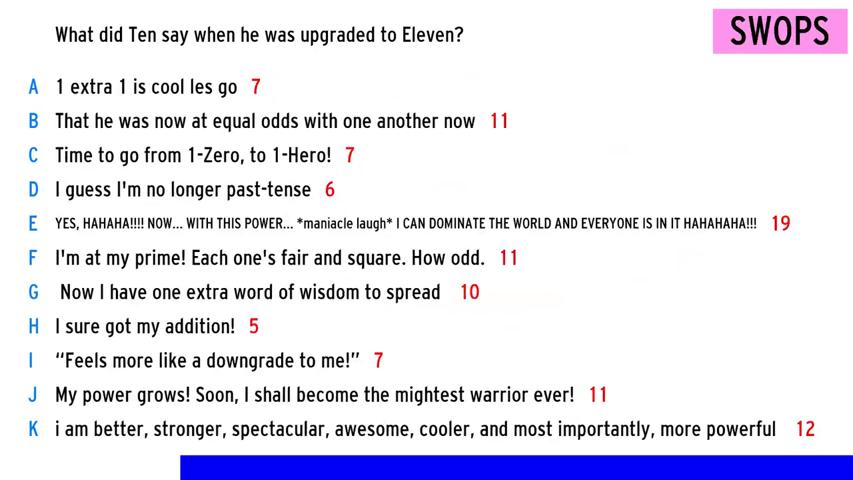 What did Ten say when he was upgraded to Eleven?
SWOPS
A 1 extra 1 is cool les go 7
B That he was now at equal odds with one another now 11
C Time to go from 1-Zero, to 1-Hero! 7
D I guess I'm no longer past-tense 6
E YES, HAHAHA!!!! NOW... WITH THIS POWER... *maniacle laugh* I CAN DOMINATE THE WORLD AND EVERYONE IS IN IT HAHAHAHA!!! 19
F I'm at my prime! Each one's fair and square. How odd. 11
G Now I have one extra word of wisdom to spread 10
H I sure got my addition! 5
I “Feels more like a downgrade to me!” 7
J My power grows! Soon, I shall become the mightest warrior ever! 11
K i am better, stronger, spectacular, awesome, cooler, and most importantly, more powerful 12